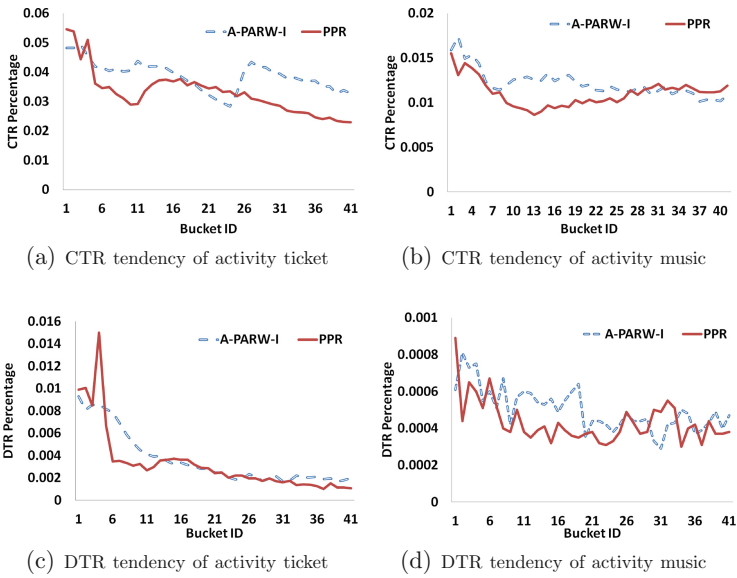 0.06
0.05
0.04
0.03
0.02
0.01
0
CTR Percentage
A-PARW-I
PPR
1 6 11 16 21 26 31 36 41
Bucket ID
(a) CTR tendency of activity ticket
0.02
0.015
0.01
0.005
0
CTR Percentage
A-PARW-I
PPR
1 4 7 10 13 16 19 22 25 28 31 34 37 40
Bucket ID
(b) CTR tendency of activity music
0.016
0.014
0.012
0.01
0.008
0.006
0.004
0.002
0
DTR Percentage
A-PARW-I
PPR
1 6 11 16 21 26 31 36 41
Bucket ID
(c) DTR tendency of activity ticket
0.001
0.0008
0.0006
0.0004
0.0002
0
DTR Percentage
A-PARW-I
PPR
1 6 11 16 21 26 31 36 41
Bucket ID
(d) DTR tendency of activity music